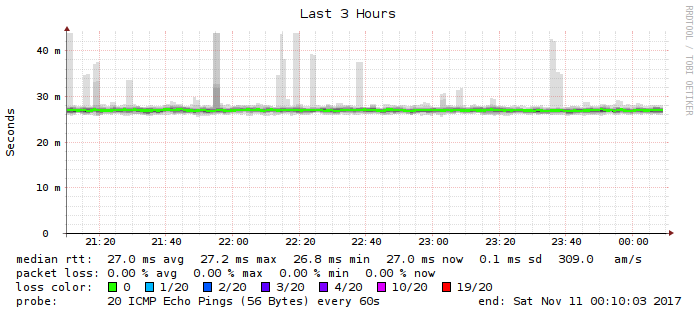 Last 3 Hours
RRDTOOL / TOBI OETIKER
Seconds
40 m
30 m
20 m
10 m
0
21:20 21:40 22:00 22:20 22:40 23:00 23:20 23:40 00:00
median rtt: 27.0 ms avg 27.2 ms max 26.8 ms min 27.0 ms now 0.1 ms sd 309.0 am/s
packet loss: 0.00 % avg 0.00 % max 0.00 % min 0.00 % now
loss color: 0 1/20 2/20 3/20 4/20 10/20 19/20
probe: 20 ICMP Echo Pings (56 Bytes) every 60s end: Sat Nov 11 00:10:03 2017